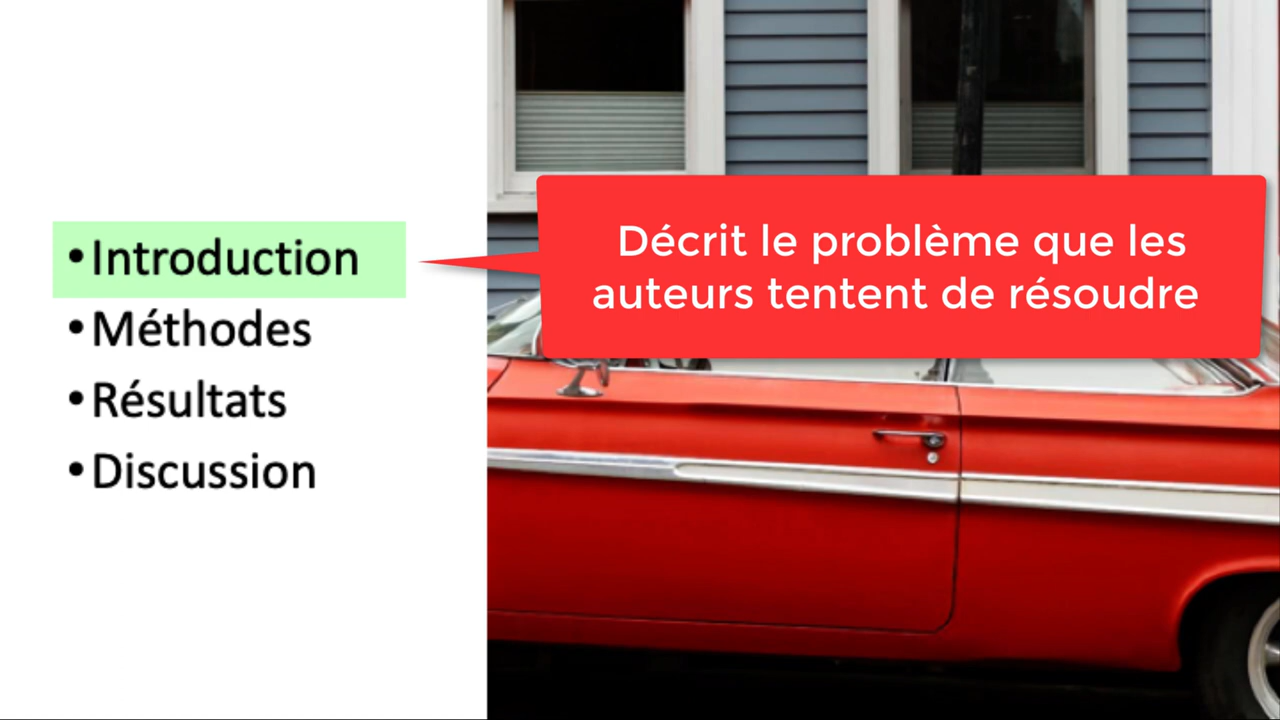 • Introduction
• Méthodes
• Résultats
• Discussion
Décrit le problème que les
auteurs tentent de résoudre